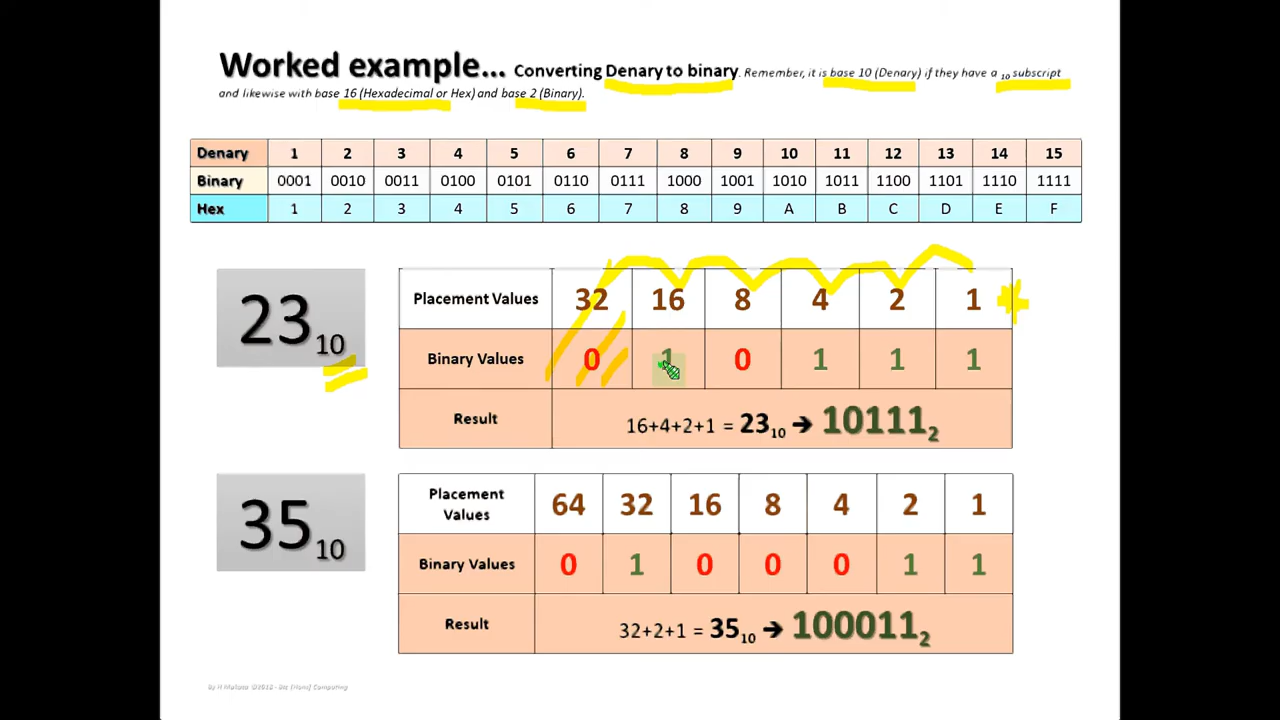 Worked example... Converting Denary to binary. Remember, it is base 10 (Denary) if they have a 10 subscript
and likewise with base 16 (Hexadecimal or Hex) and base 2 (Binary).
Denary 1 2 3 4 5 6 7 8 9 10 11 12 13 14 15
Binary 0001 0010 0011 0100 0101 0110 0111 1000 1001 1010 1011 1100 1101 1110 1111
Hex 1 2 3 4 5 6 7 8 9 A B C D E F
23 10
Placement Values 32 16 8 4 2 1
Binary Values 0 1 0 1 1 1
Result 16+4+2+1 = 23 10 ➔ 10111 2
35 10
Placement
Values 64 32 16 8 4 2 1
Binary Values 0 1 0 0 0 1 1
Result 32+2+1 = 35 10 ➔ 100011 2
By H ©2012 - BSc (Hons) Computing